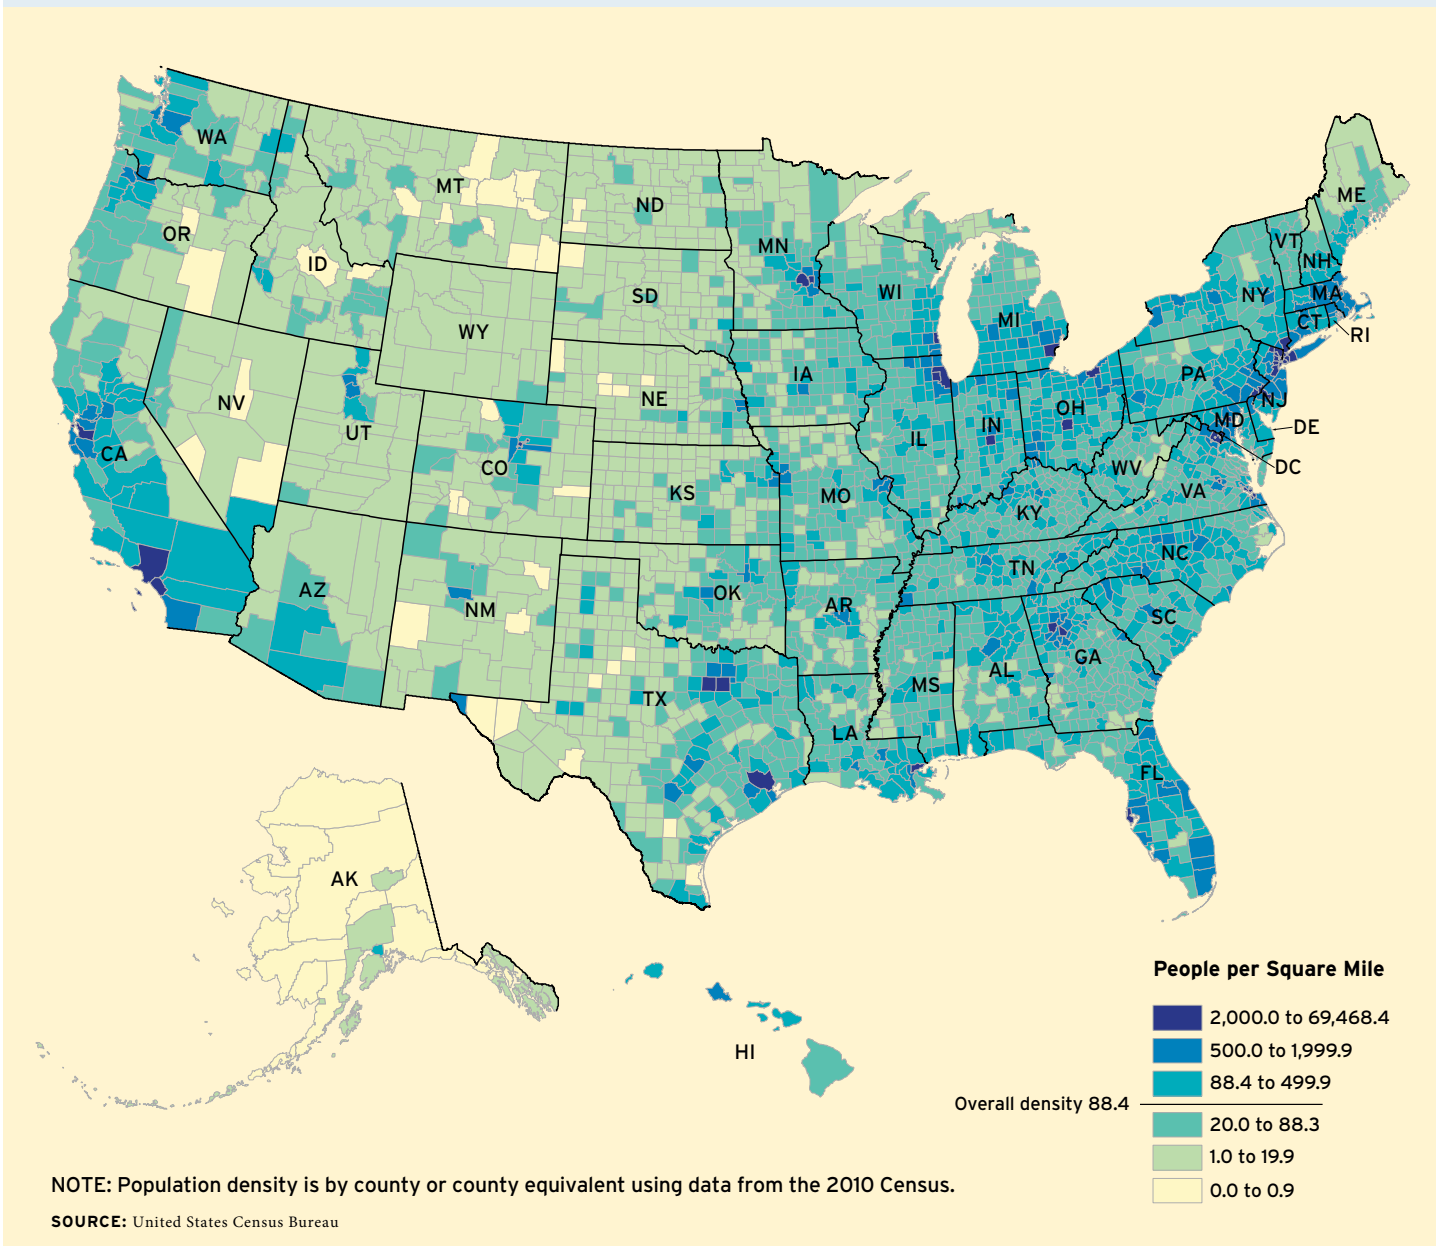 WA
MT
ND
MN
ME
OR
ID
SD
WI
VT
NH
NY
MA
MI
CT
RI
WY
IA
PA
NV
NE
NJ
UT
OH
IN
IL
MD
DE
CA
CO
DC
WV
KS
MO
VA
KY
NC
TN
AZ
NM
OK
AR
SC
GA
AL
MS
TX
LA
FL
AK
HI
People per Square Mile
2,000.0 to 69,468.4
500.0 to 1,999.9
88.4 to 499.9
Overall density 88.4
20.0 to 88.3
1.0 to 19.9
0.0 to 0.9
NOTE: Population density is by county or county equivalent using data from the 2010 Census.
SOURCE: United States Census Bureau